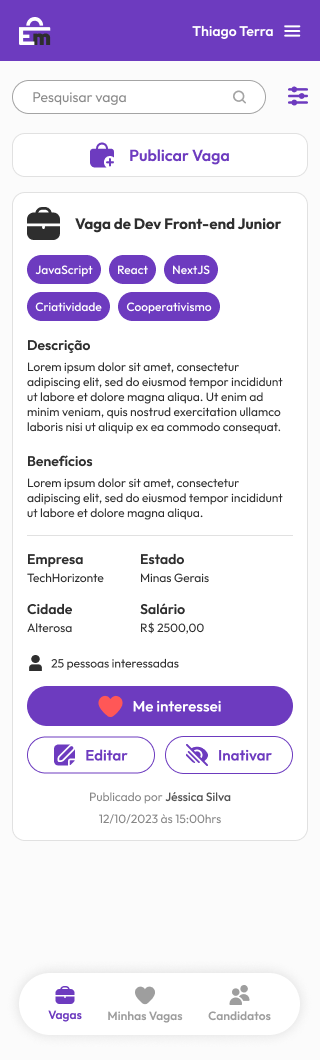 Em
Thiago Terra
Pesquisar vaga
Publicar Vaga
Vaga de Dev Front-end Junior
JavaScript React NextJS
Criatividade Cooperativismo
Descrição
Lorem ipsum dolor sit amet, consectetur
adipiscing elit, sed do eiusmod tempor incididunt
ut labore et dolore magna aliqua. Ut enim ad
minim veniam, quis nostrud exercitation ullamco
laboris nisi ut aliquip ex ea commodo consequat.
Benefícios
Lorem ipsum dolor sit amet, consectetur
adipiscing elit, sed do eiusmod tempor incididunt
ut labore et dolore magna aliqua.
Empresa Estado
TechHorizonte Minas Gerais
Cidade Salário
Alterosa R$ 2500,00
25 pessoas interessadas
Me interessei
Editar Inativar
Publicado por Jéssica Silva
12/10/2023 às 15:00hrs
Vagas Minhas Vagas Candidatos